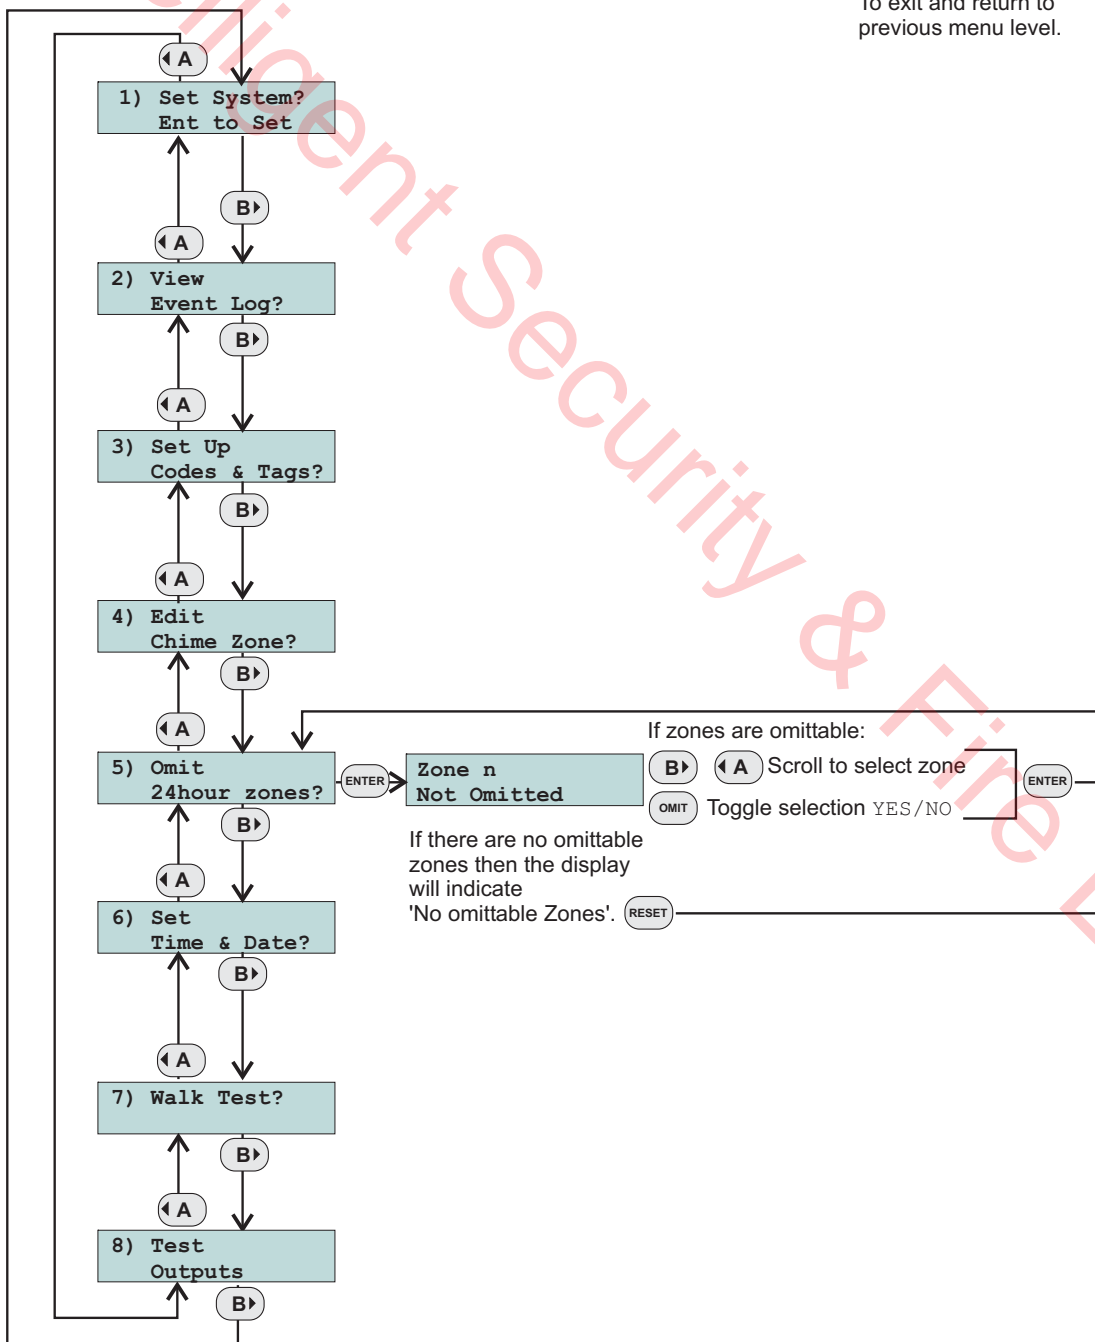 To exit and return to
previous menu level.
A
1) Set System?
Ent to Set
B
A
2) View
Event Log?
B
A
3) Set Up
Codes & Tags?
B
A
4) Edit
Chime Zone?
B
A
5) Omit
24hour zones?
ENTER
Zone n
Not Omitted
If zones are omittable:
B A Scroll to select zone
OMIT Toggle selection YES/NO
ENTER
If there are no omittable
zones then the display
will indicate
'No omittable Zones'. RESET
B
A
6) Set
Time & Date?
B
A
7) Walk Test?
B
A
8) Test
Outputs
B
lligent Security & Fire